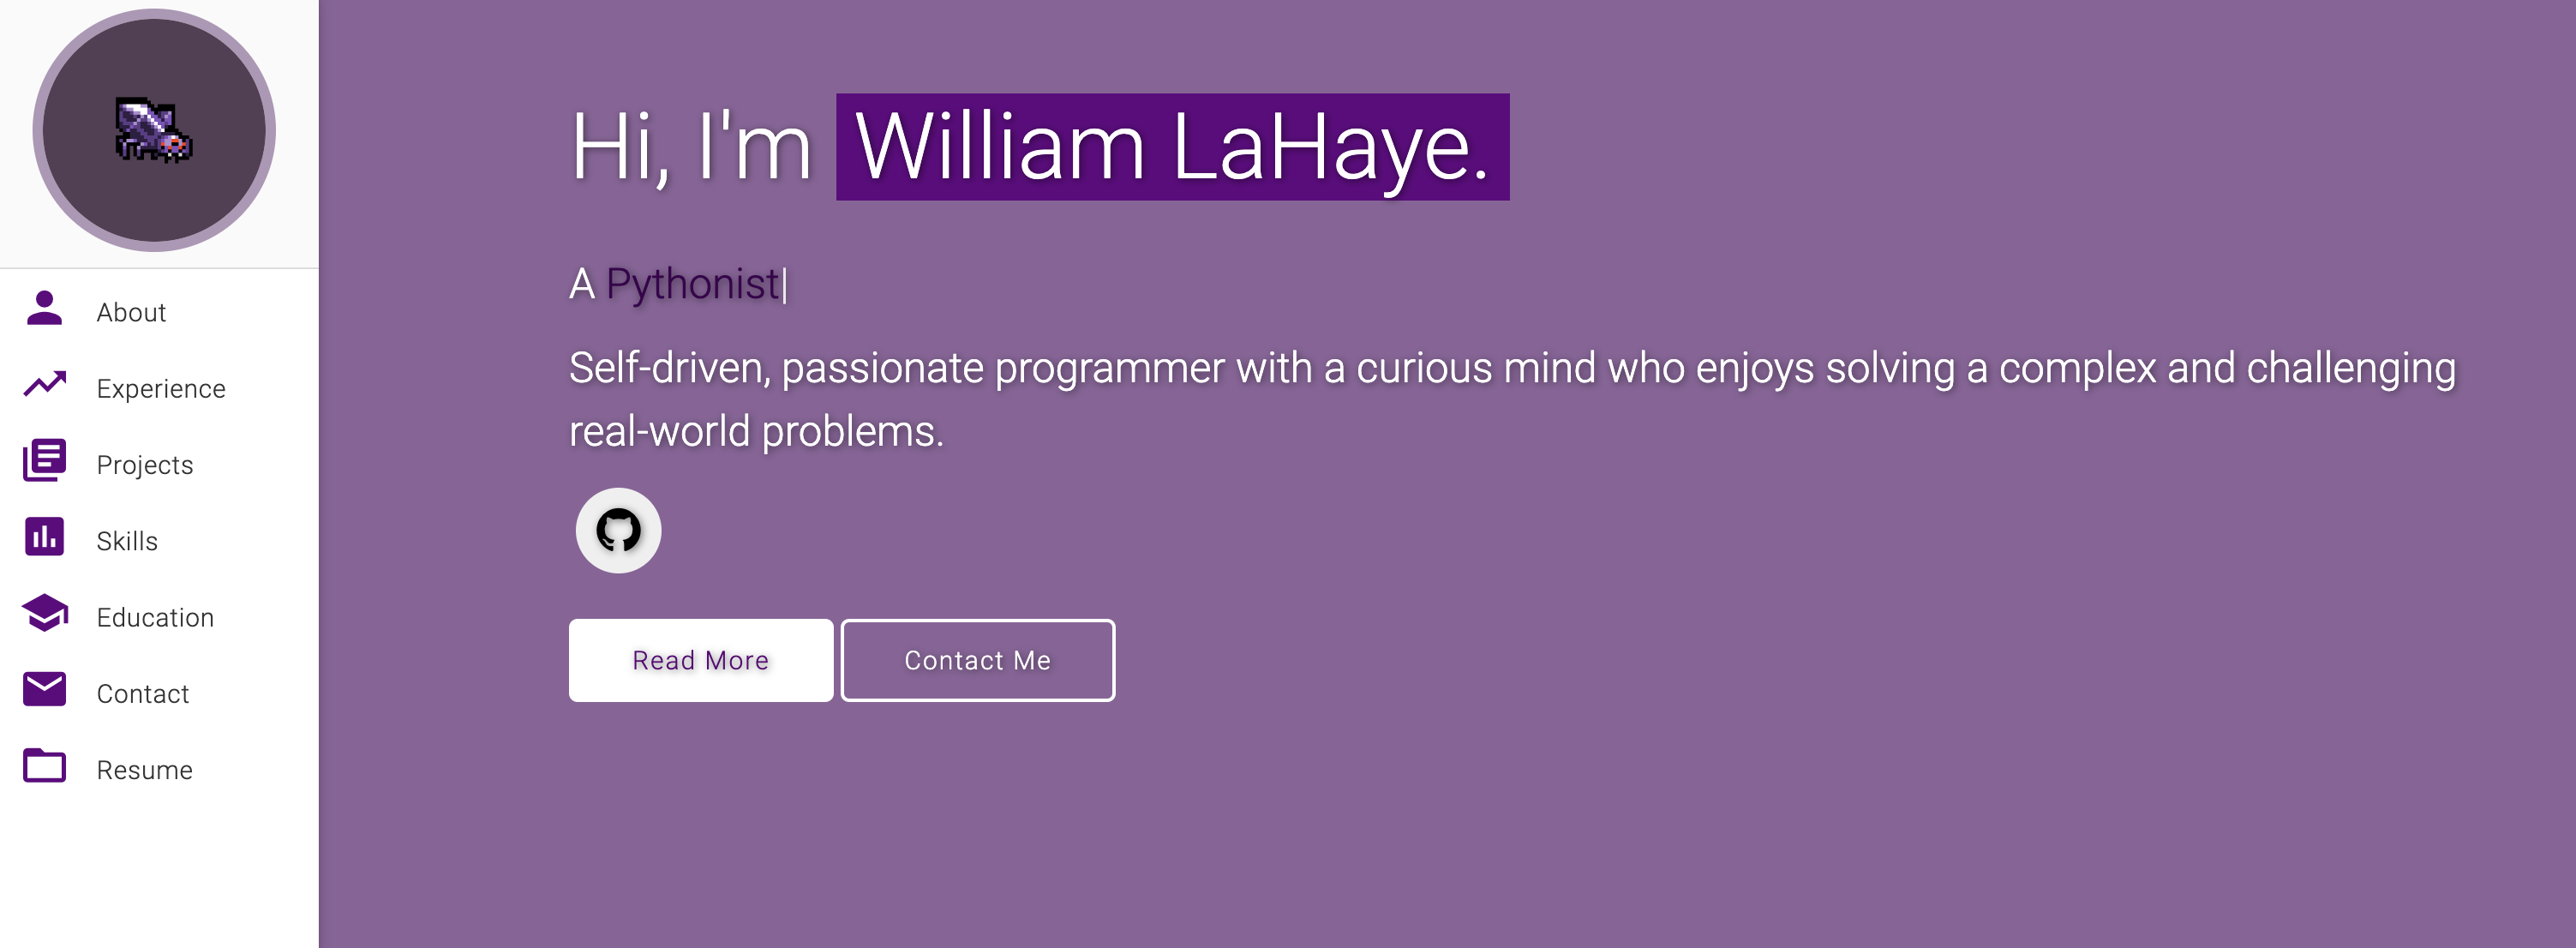 About
Experience
Projects
Skills
Education
Contact
Resume
Hi, I'm William LaHaye.
A Pythonist|
Self-driven, passionate programmer with a curious mind who enjoys solving a complex and challenging
real-world problems.
Read More Contact Me